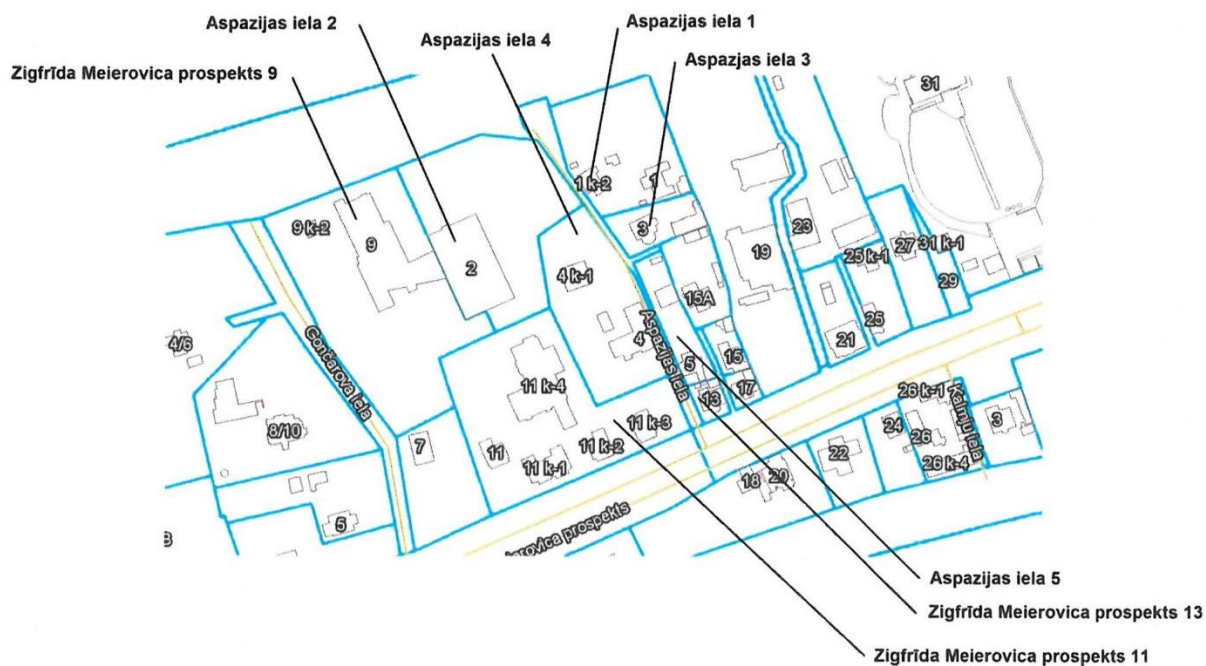 Aspazijas iela 1
Aspazijas iela 2
Aspazijas iela 4
Aspazjas iela 3
Zigfrīda Meierovica prospekts 9
31
1 k-2
1
9 k-2
9
3
23
2
19
25 k-1
27
31 k-1
4 k-1
29
15A
Aspazijas iela
25
4/6
Gončarova iela
4
21
5
15
11 k-4
17
13
26 k-1
Kaimiņu iela
8/10
7
11 k-3
24
3
11
11 k-2
26
11 k-1
22
26 k-4
18
20
5
erovica prospekts
Aspazijas iela 5
Zigfrīda Meierovica prospekts 13
Zigfrīda Meierovica prospekts 11